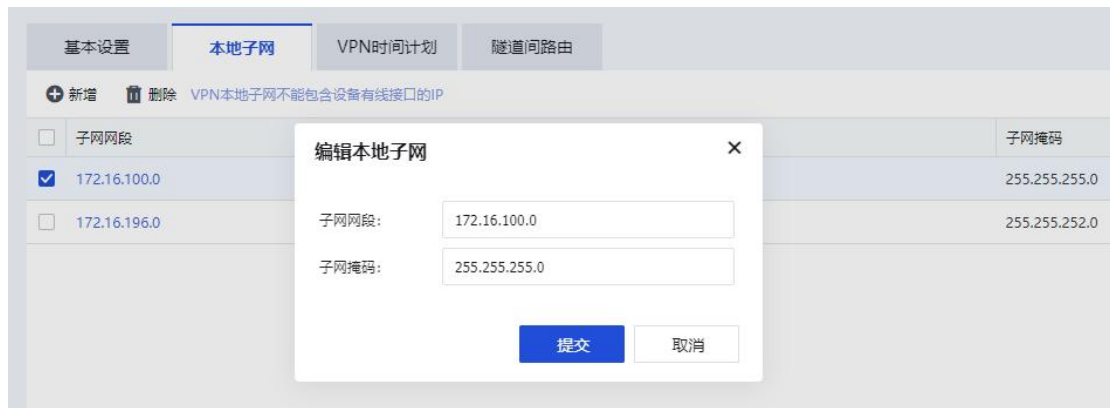 基本设置 本地子网 VPN时间计划 隧道间路由
新增 删除 VPN本地子网不能包含设备有线接口的IP
子网网段 子网掩码
172.16.100.0 255.255.255.0
172.16.196.0 255.255.252.0
编辑本地子网
子网网段: 172.16.100.0
子网掩码: 255.255.255.0
提交 取消